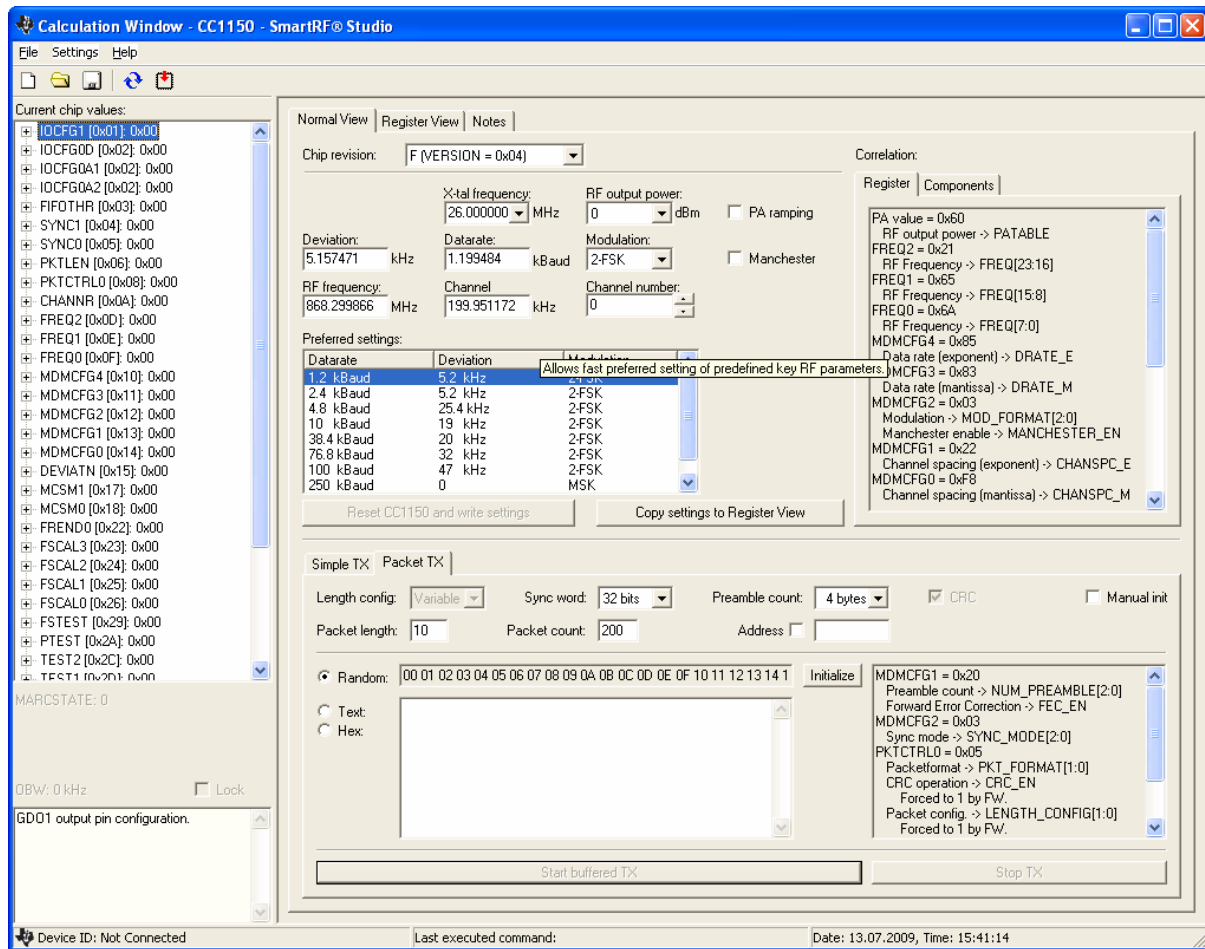 Calculation Window - CC1150 - SmartRF® Studio
File Settings Help
Current chip values:
IOCFG1 [0x01]: 0x00
IOCFG0D [0x02]: 0x00
IOCFG0A1 [0x02]: 0x00
IOCFG0A2 [0x02]: 0x00
FIFOTHR [0x03]: 0x00
SYNC1 [0x04]: 0x00
SYNC0 [0x05]: 0x00
PKTLEN [0x06]: 0x00
PKTCTRL0 [0x08]: 0x00
CHANNR [0x0A]: 0x00
FREQ2 [0x0D]: 0x00
FREQ1 [0x0E]: 0x00
FREQ0 [0x0F]: 0x00
MDMCFG4 [0x10]: 0x00
MDMCFG3 [0x11]: 0x00
MDMCFG2 [0x12]: 0x00
MDMCFG1 [0x13]: 0x00
MDMCFG0 [0x14]: 0x00
DEVIATN [0x15]: 0x00
MCSM1 [0x17]: 0x00
MCSM0 [0x18]: 0x00
FREND0 [0x22]: 0x00
FSCAL3 [0x23]: 0x00
FSCAL2 [0x24]: 0x00
FSCAL1 [0x25]: 0x00
FSCAL0 [0x26]: 0x00
FSTEST [0x29]: 0x00
PTEST [0x2A]: 0x00
TEST2 [0x2C]: 0x00
TEST1 [0x2D]: 0x00
MARCSTATE: 0
OBW: 0 kHz Lock
GDO1 output pin configuration.
Normal View Register View Notes
Chip revision: F (VERSION = 0x04)
X-tal frequency: RF output power:
26.000000 MHz 0 dBm PA ramping
Deviation: Datarate: Modulation:
5.157471 kHz 1.199484 kBaud 2-FSK Manchester
RF frequency: Channel Channel number:
868.299866 MHz 199.951172 kHz 0
Preferred settings:
Datarate Deviation
Allows fast preferred setting of predefined key RF parameters.
1.2 kBaud 5.2 kHz 2-FSK
2.4 kBaud 5.2 kHz 2-FSK
4.8 kBaud 25.4 kHz 2-FSK
10 kBaud 19 kHz 2-FSK
38.4 kBaud 20 kHz 2-FSK
76.8 kBaud 32 kHz 2-FSK
100 kBaud 47 kHz 2-FSK
250 kBaud 0 MSK
Reset CC1150 and write settings Copy settings to Register View
Correlation:
Register Components
PA value = 0x60
RF output power -> PATABLE
FREQ2 = 0x21
RF Frequency -> FREQ[23:16]
FREQ1 = 0x65
RF Frequency -> FREQ[15:8]
FREQ0 = 0x6A
RF Frequency -> FREQ[7:0]
MDMCFG4 = 0x85
Data rate (exponent) -> DRATE_E
MDMCFG3 = 0x83
Data rate (mantissa) -> DRATE_M
MDMCFG2 = 0x03
Modulation -> MOD_FORMAT[2:0]
Manchester enable -> MANCHESTER_EN
MDMCFG1 = 0x22
Channel spacing (exponent) -> CHANSPC_E
MDMCFG0 = 0xF8
Channel spacing (mantissa) -> CHANSPC_M
Simple TX Packet TX
Length config: Variable Sync word: 32 bits Preamble count: 4 bytes CRC Manual init
Packet length: 10 Packet count: 200 Address
Random: 00 01 02 03 04 05 06 07 08 09 0A 0B 0C 0D 0E 0F 10 11 12 13 14 1 Initialize
Text:
Hex:
MDMCFG1 = 0x20
Preamble count -> NUM_PREAMBLE[2:0]
Forward Error Correction -> FEC_EN
MDMCFG2 = 0x03
Sync mode -> SYNC_MODE[2:0]
PKTCTRL0 = 0x05
Packetformat -> PKT_FORMAT[1:0]
CRC operation -> CRC_EN
Forced to 1 by FW.
Packet config. -> LENGTH_CONFIG[1:0]
Forced to 1 by FW.
Start buffered TX Stop TX
Device ID: Not Connected Last executed command: Date: 13.07.2009, Time: 15:41:14